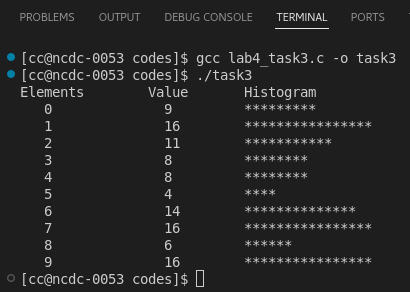 PROBLEMS OUTPUT DEBUG CONSOLE TERMINAL PORTS
[cc@ncdc-0053 codes]$ gcc lab4_task3.c -o task3
[cc@ncdc-0053 codes]$ ./task3
Elements Value Histogram
0 9 *********
1 16 ****************
2 11 ***********
3 8 ********
4 8 ********
5 4 ****
6 14 **************
7 16 ****************
8 6 ******
9 16 ****************
[cc@ncdc-0053 codes]$